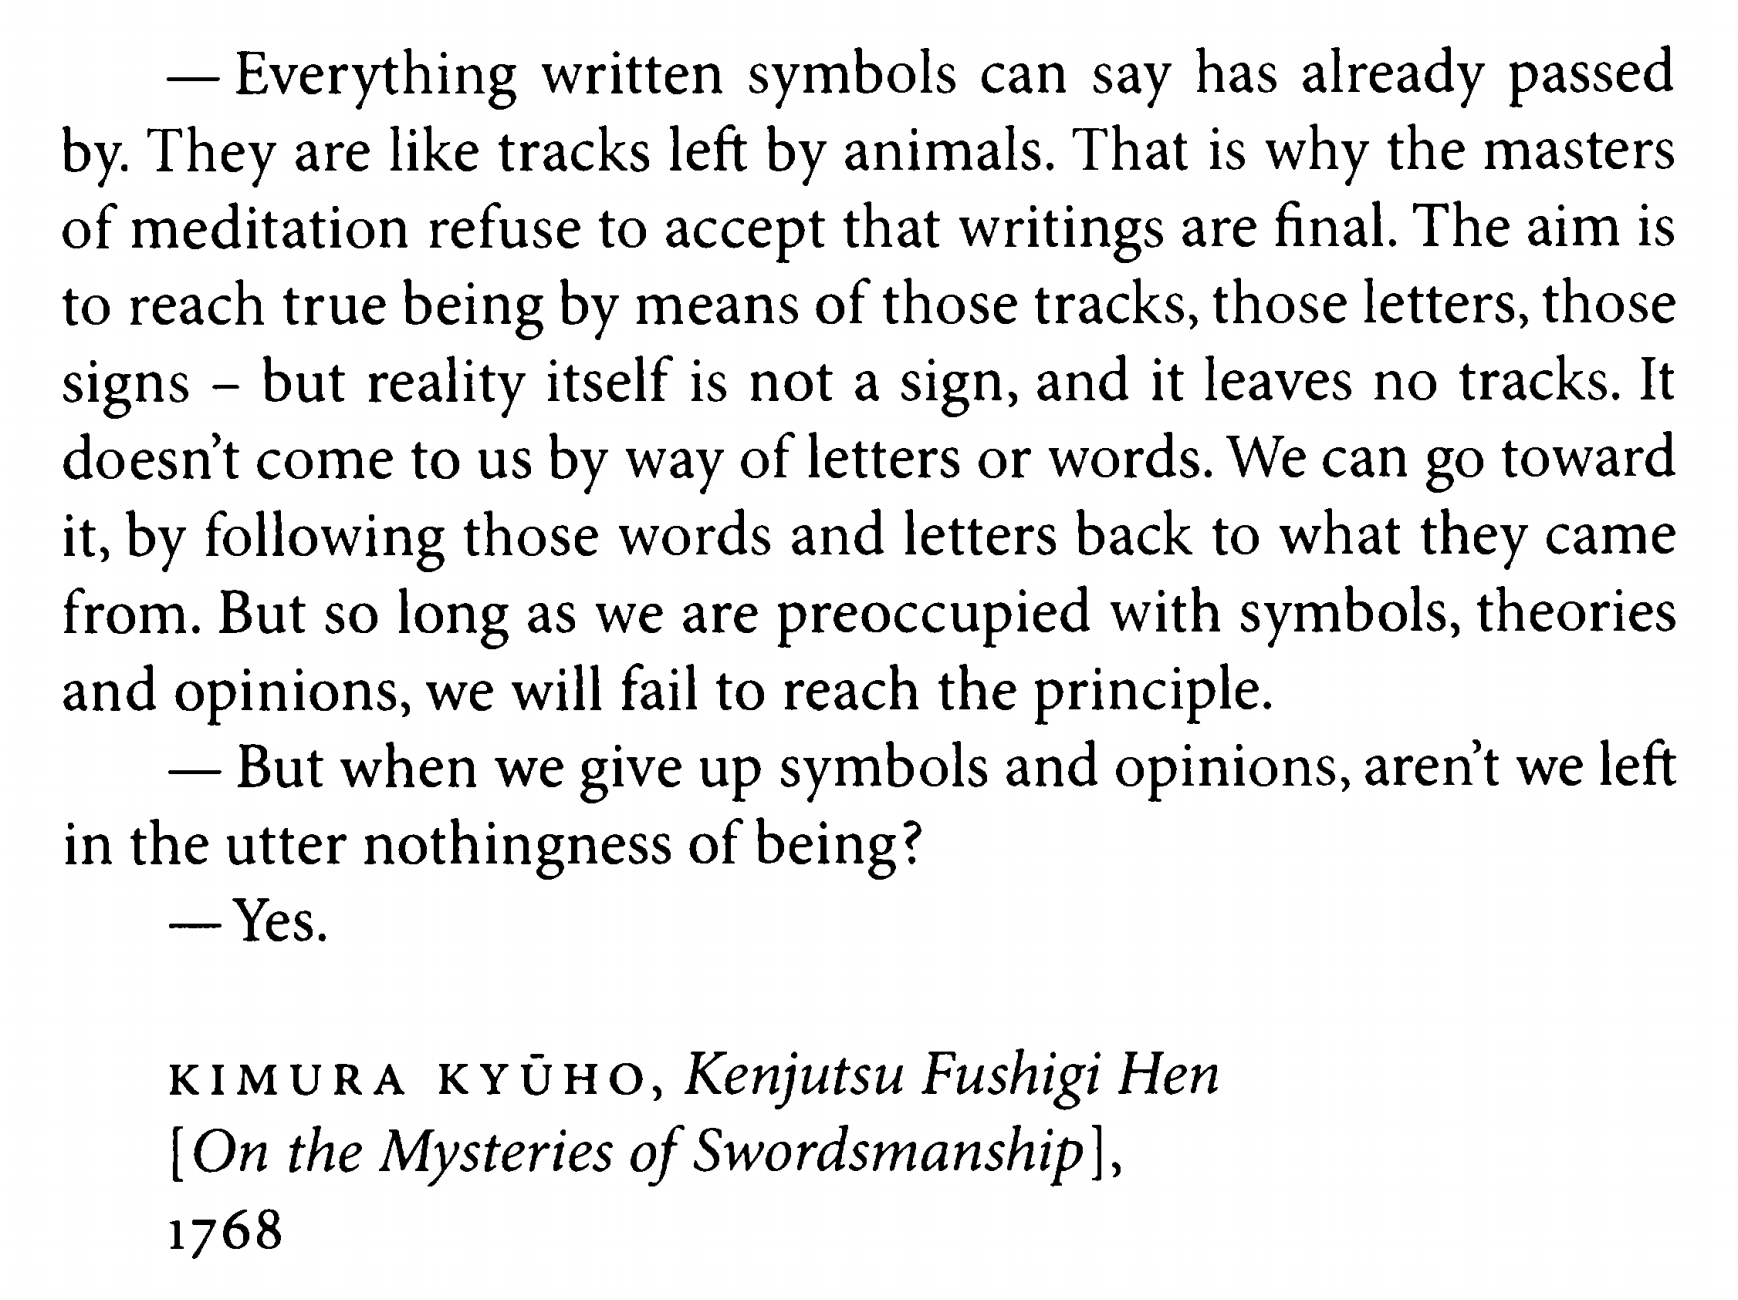 — Everything written symbols can say has already passed
by. They are like tracks left by animals. That is why the masters
of meditation refuse to accept that writings are final. The aim is
to reach true being by means of those tracks, those letters, those
signs – but reality itself is not a sign, and it leaves no tracks. It
doesn’t come to us by way of letters or words. We can go toward
it, by following those words and letters back to what they came
from. But so long as we are preoccupied with symbols, theories
and opinions, we will fail to reach the principle.
— But when we give up symbols and opinions, aren’t we left
in the utter nothingness of being?
— Yes.
KIMURA KYŪHO, Kenjutsu Fushigi Hen
[On the Mysteries of Swordsmanship],
1768